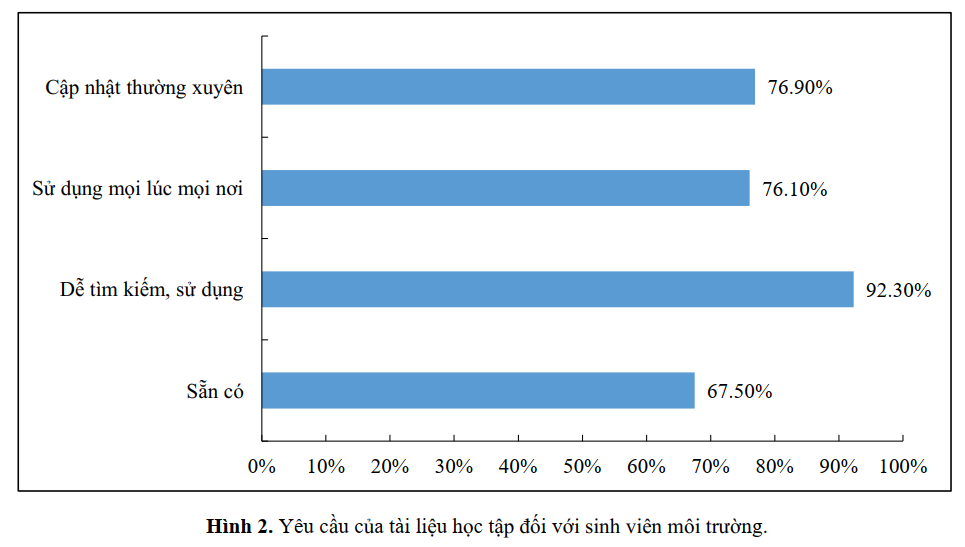 Cập nhật thường xuyên
76.90%
Sử dụng mọi lúc mọi nơi
76.10%
Dễ tìm kiếm, sử dụng
92.30%
Sẵn có
67.50%
0% 10% 20% 30% 40% 50% 60% 70% 80% 90% 100%
Hình 2. Yêu cầu của tài liệu học tập đối với sinh viên môi trường.